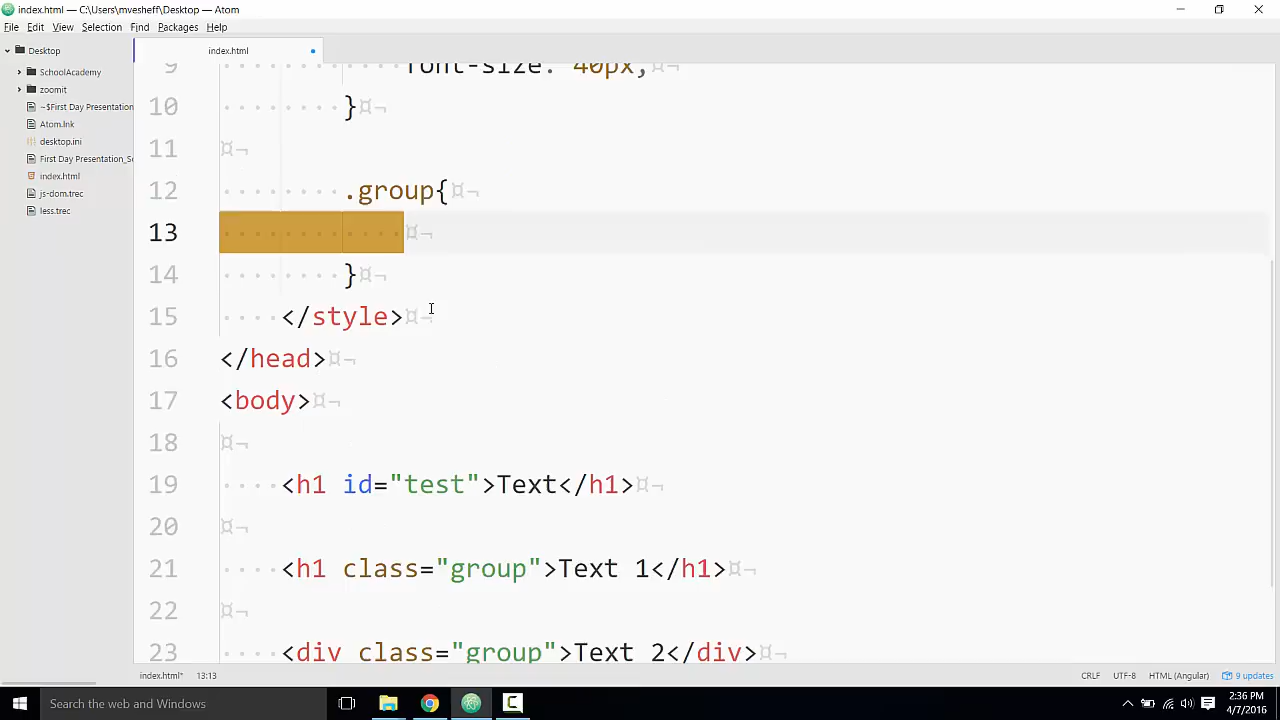 index.html — C:\Users\mvesheff\Desktop — Atom
File Edit View Selection Find Packages Help
Desktop
SchoolAcademy
zoomit
~$First Day Presentation
Atom.lnk
desktop.ini
First Day Presentation_Se
index.html
js-dom.trec
less.trec
index.html
9 font-size: 40px;
10 }
11
12 .group{
13
14 }
15 </style>
16 </head>
17 <body>
18
19 <h1 id="test">Text</h1>
20
21 <h1 class="group">Text 1</h1>
22
23 <div class="group">Text 2</div>
index.html* 13:13 CRLF UTF-8 HTML (Angular) 9 updates
Search the web and Windows
2:36 PM
4/7/2016